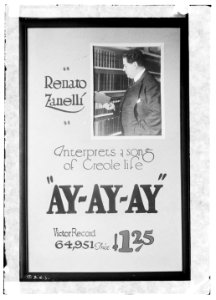 "
Renato
Zanelli
"
Interprets a song
of Creole life
"AY-AY-AY"
Victor Record
64,951 Price $1.25